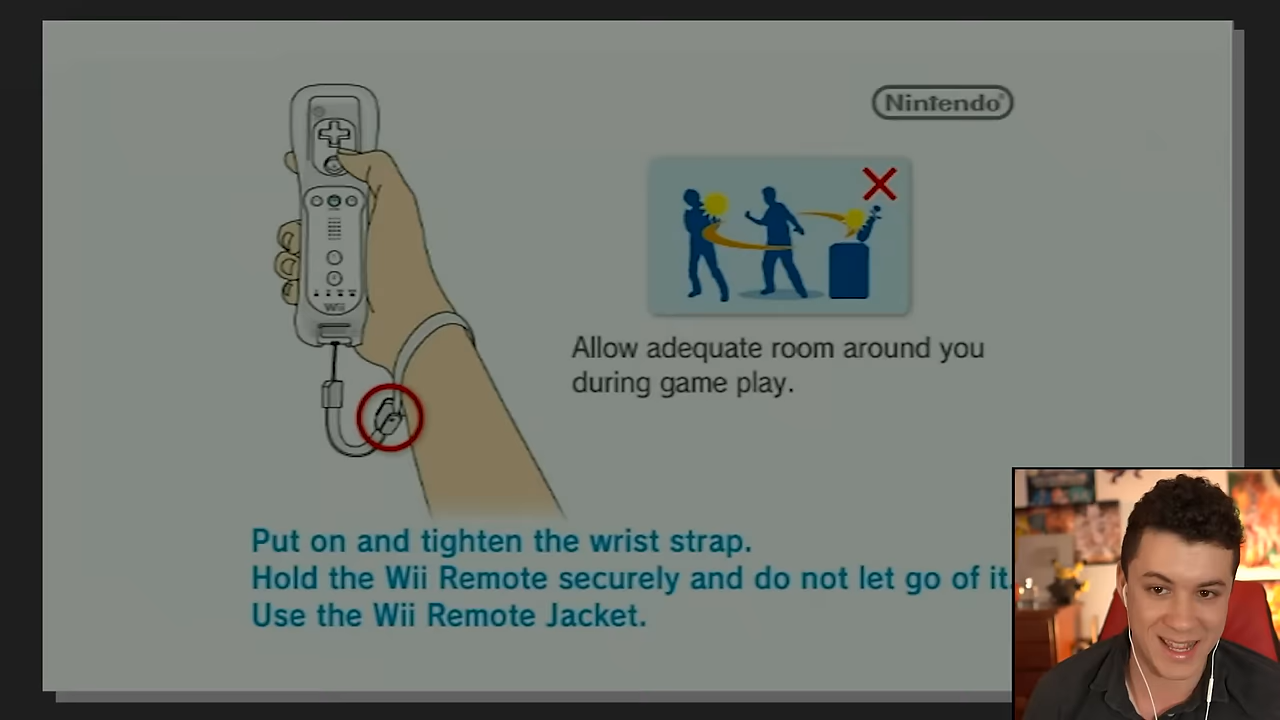 Nintendo®
Wii
Allow adequate room around you
during game play.
Put on and tighten the wrist strap.
Hold the Wii Remote securely and do not let go of it.
Use the Wii Remote Jacket.